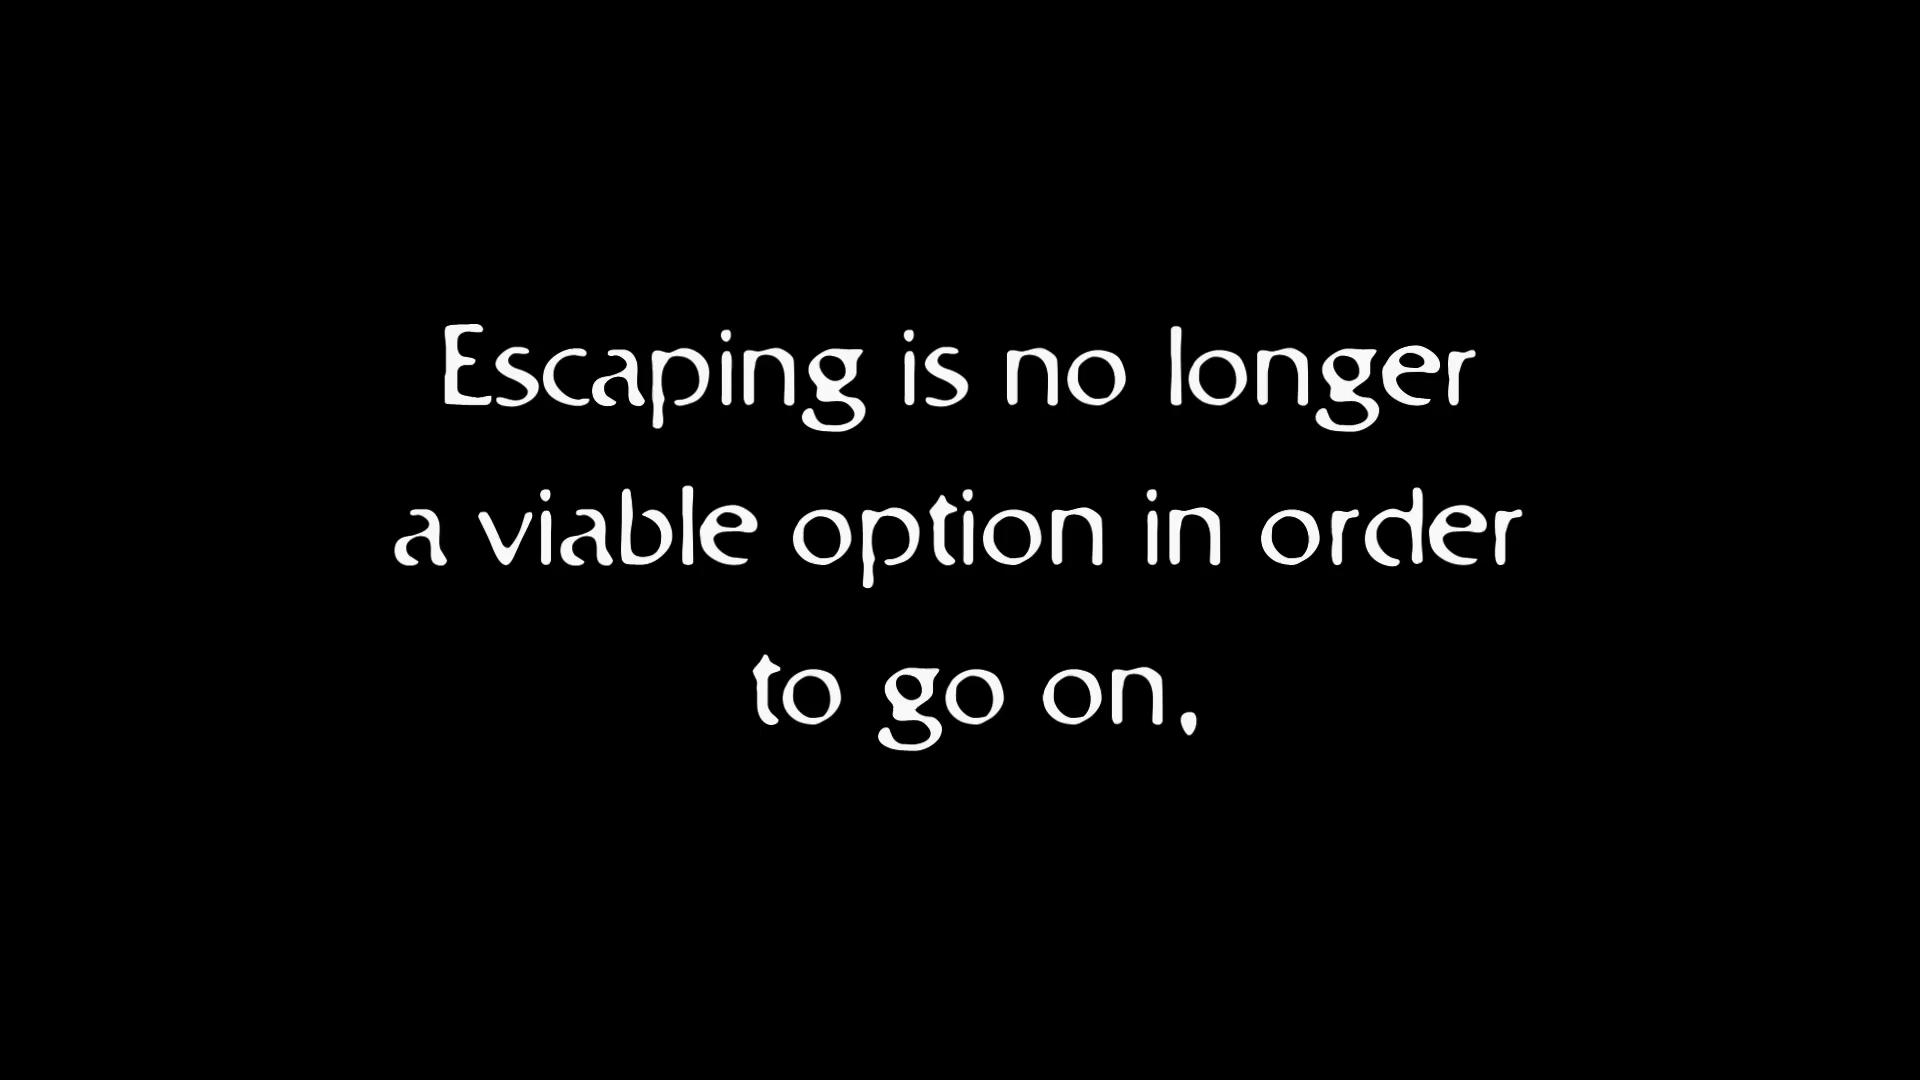 Escaping is no longer
a viable option in order
to go on,